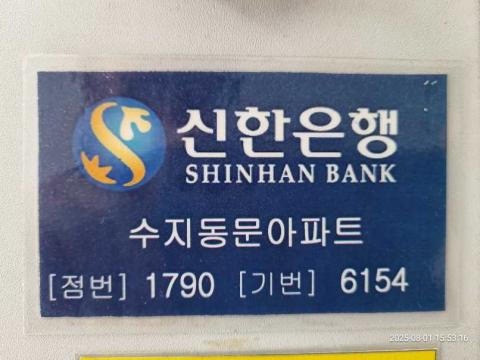 신한은행
SHINHAN BANK
수지동문아파트
[점번] 1790 [기번] 6154
2025-08-01 15:53:16